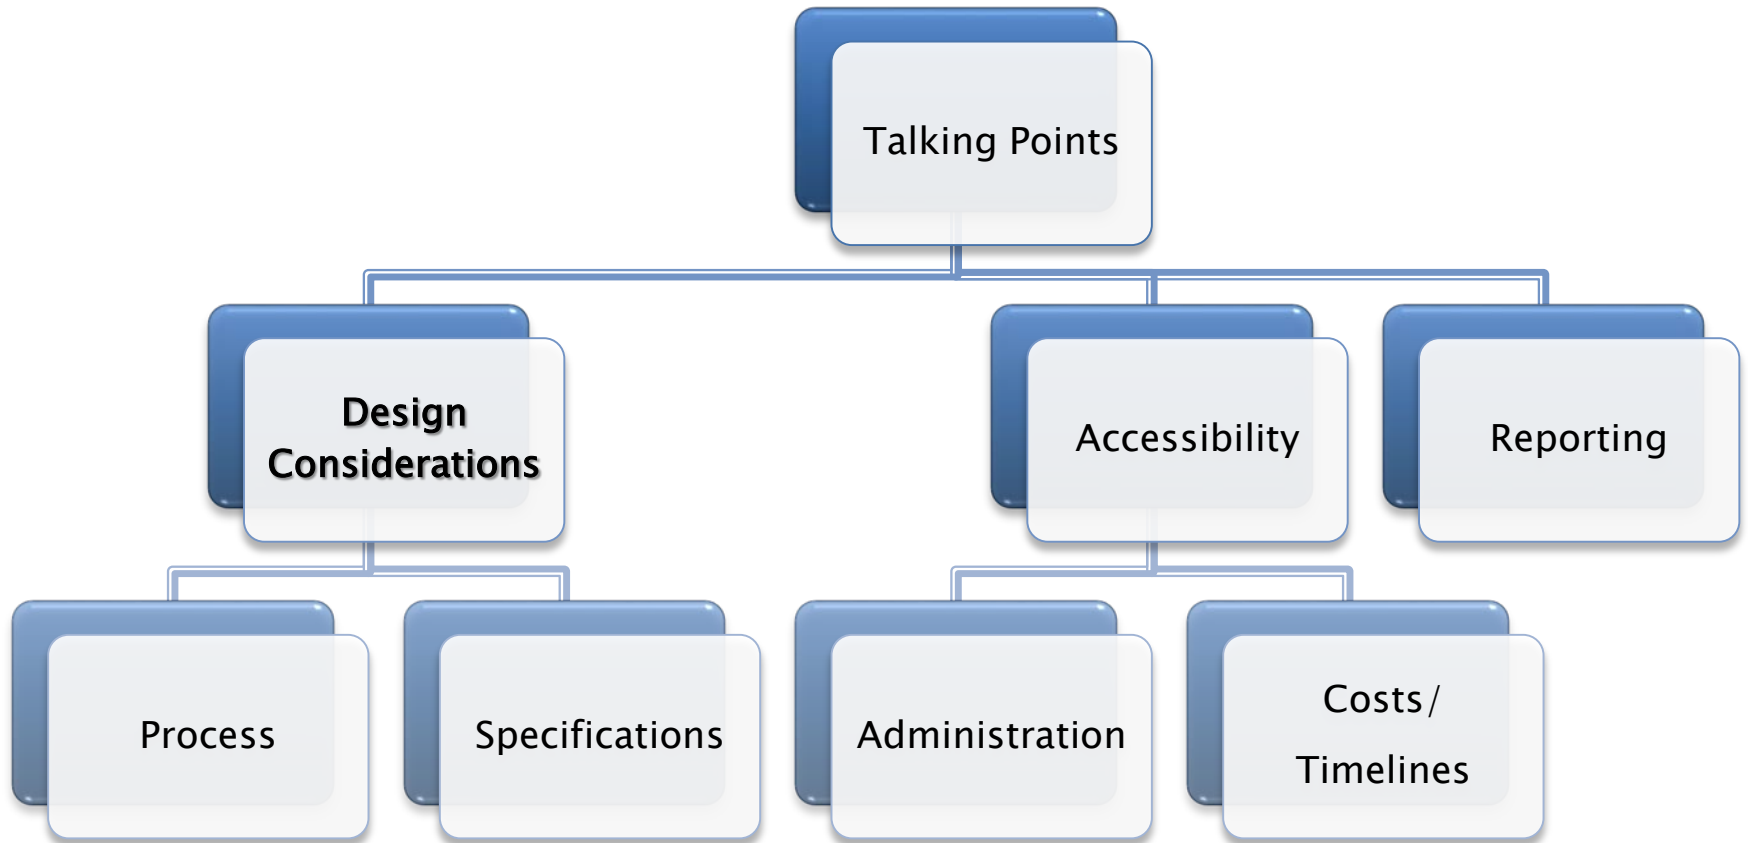 Talking Points
Design
Considerations
Accessibility
Reporting
Process
Specifications
Administration
Costs/
Timelines